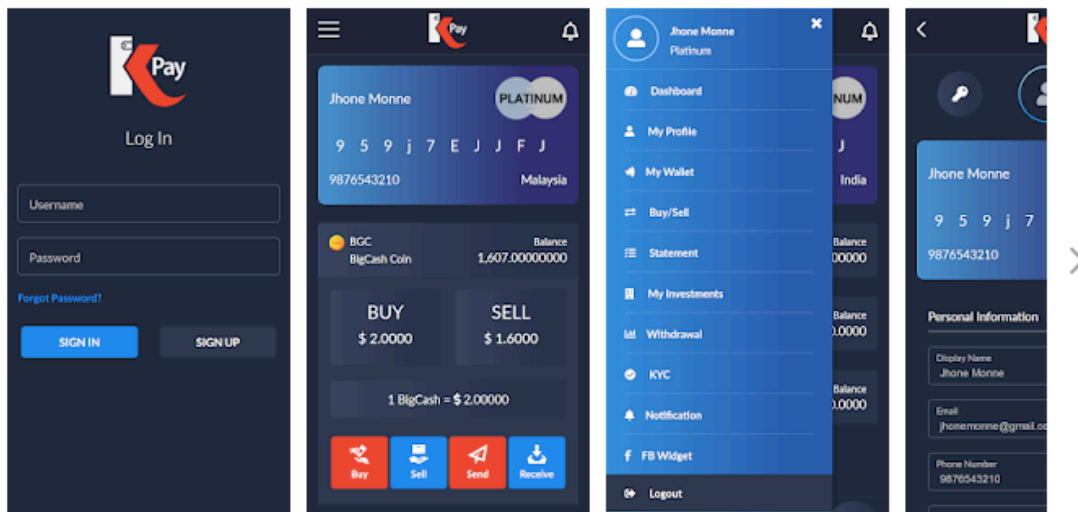 Pay
Log In
Username
Password
Forgot Password?
SIGN IN
SIGN UP
Pay
Jhone Monne
PLATINUM
9 5 9 j 7 E J J F J
9876543210
Malaysia
BGC
Balance
BigCash Coin
1,607.00000000
BUY
SELL
$ 2.0000
$ 1.6000
1 BigCash = $ 2.00000
Buy
Sell
Send
Receive
Jhone Monne
Platinum
Dashboard
My Profile
My Wallet
Buy/Sell
Statement
My Investments
Withdrawal
KYC
Notification
FB Widget
Logout
NUM
J
India
Balance
00000
Balance
0.0000
Balance
0.0000
Jhone Monne
9 5 9 j 7
9876543210
Personal Information
Display Name
Jhone Monne
Email
jhonemonne@gmail.co
Phone Number
9876543210